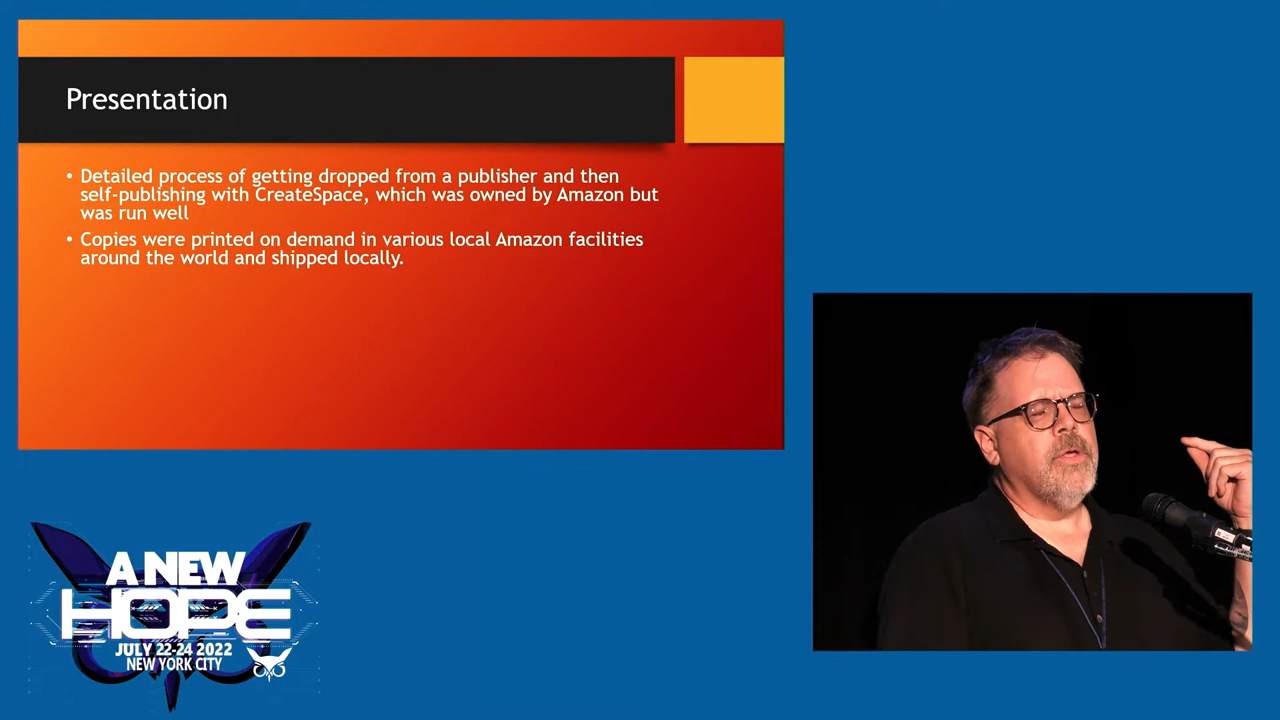 Presentation
• Detailed process of getting dropped from a publisher and then
self-publishing with CreateSpace, which was owned by Amazon but
was run well
• Copies were printed on demand in various local Amazon facilities
around the world and shipped locally.
A NEW
HOPE
JULY 22-24 2022
NEW YORK CITY